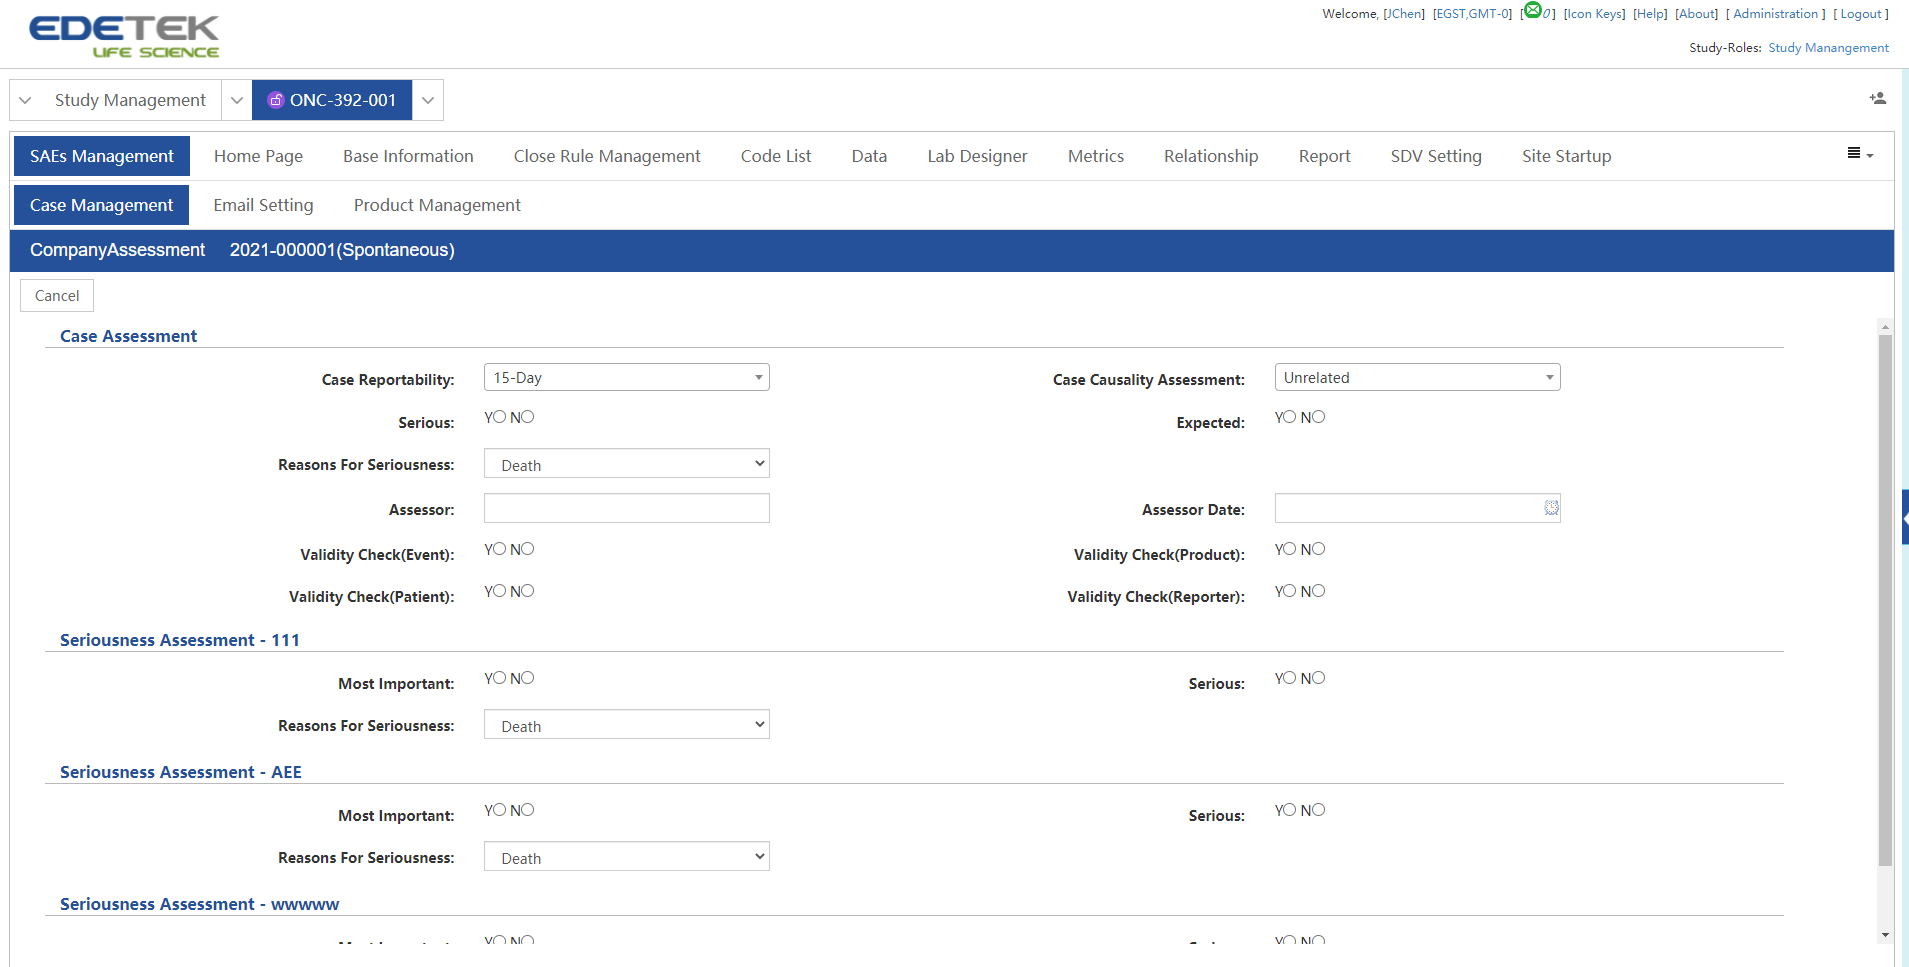 EDETEK
LIFE SCIENCE
Welcome, [JChen] [EGST,GMT-0] [0] [Icon Keys] [Help] [About] [ Administration ] [ Logout ]
Study-Roles: Study Manangement
Study Management ONC-392-001
SAEs Management Home Page Base Information Close Rule Management Code List Data Lab Designer Metrics Relationship Report SDV Setting Site Startup
Case Management Email Setting Product Management
CompanyAssessment 2021-000001(Spontaneous)
Cancel
Case Assessment
Case Reportability: 15-Day Case Causality Assessment: Unrelated
Serious: Y N Expected: Y N
Reasons For Seriousness: Death
Assessor: Assessor Date:
Validity Check(Event): Y N Validity Check(Product): Y N
Validity Check(Patient): Y N Validity Check(Reporter): Y N
Seriousness Assessment - 111
Most Important: Y N Serious: Y N
Reasons For Seriousness: Death
Seriousness Assessment - AEE
Most Important: Y N Serious: Y N
Reasons For Seriousness: Death
Seriousness Assessment - wwwww
Y N Y N